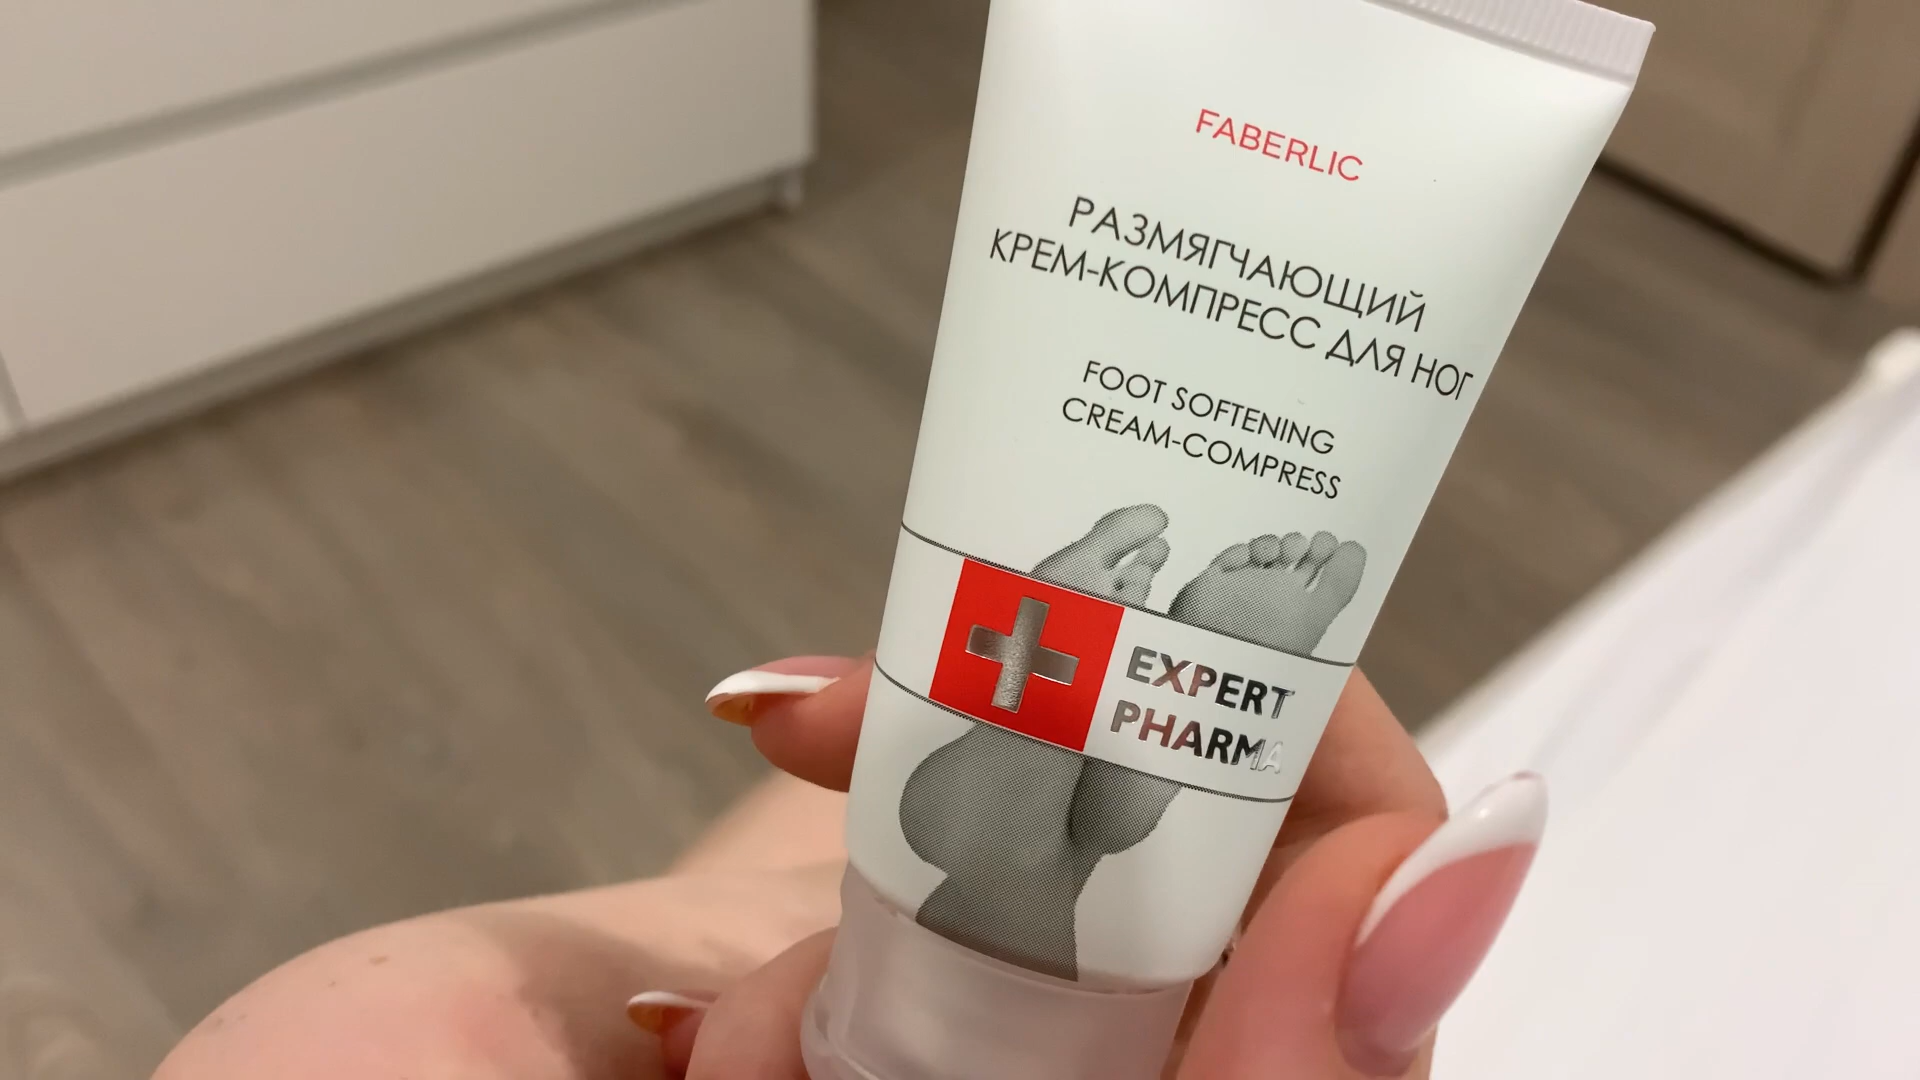 FABERLIC
РАЗМЯГЧАЮЩИЙ
КРЕМ-КОМПРЕСС ДЛЯ НОГ
FOOT SOFTENING
CREAM-COMPRESS
EXPERT
PHARMA